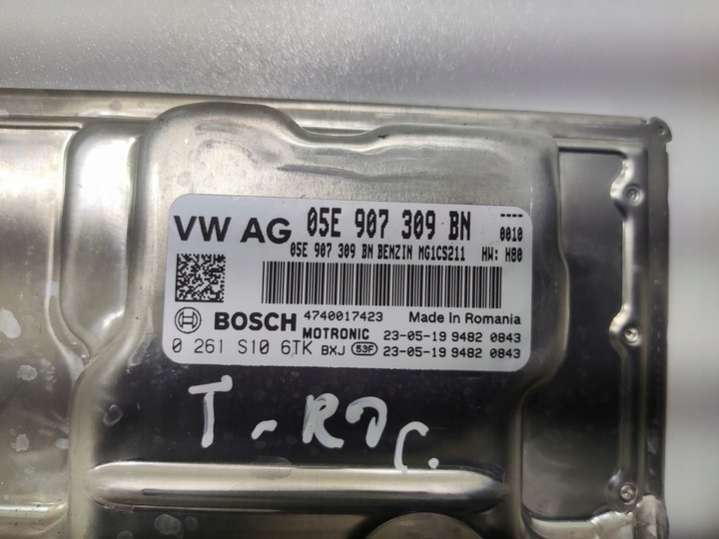 VW AG 05E 907 309 BN ----
0010
05E 907 309 BN BENZIN MG1CS211 HW: H80
4740017423 Made In Romania
BOSCH MOTRONIC 23-05-19 9482 0843
0 261 S10 6TK BXJ 53F 23-05-19 9482 0843
T-ROC.